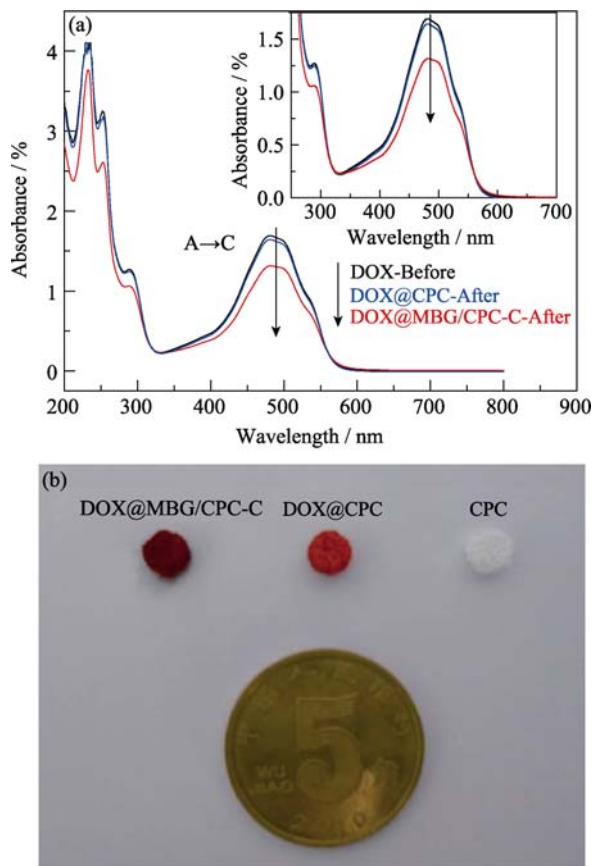 (a)
4
3
2
1
0
Absorbance / %
200 300 400 500 600 700 800 900
Wavelength / nm
A→C
1.5
1.0
0.5
0.0
Absorbance / %
300 400 500 600 700
Wavelength / nm
DOX-Before
DOX@CPC-After
DOX@MBG/CPC-C-After
(b)
DOX@MBG/CPC-C DOX@CPC CPC
5
WU
JIAO